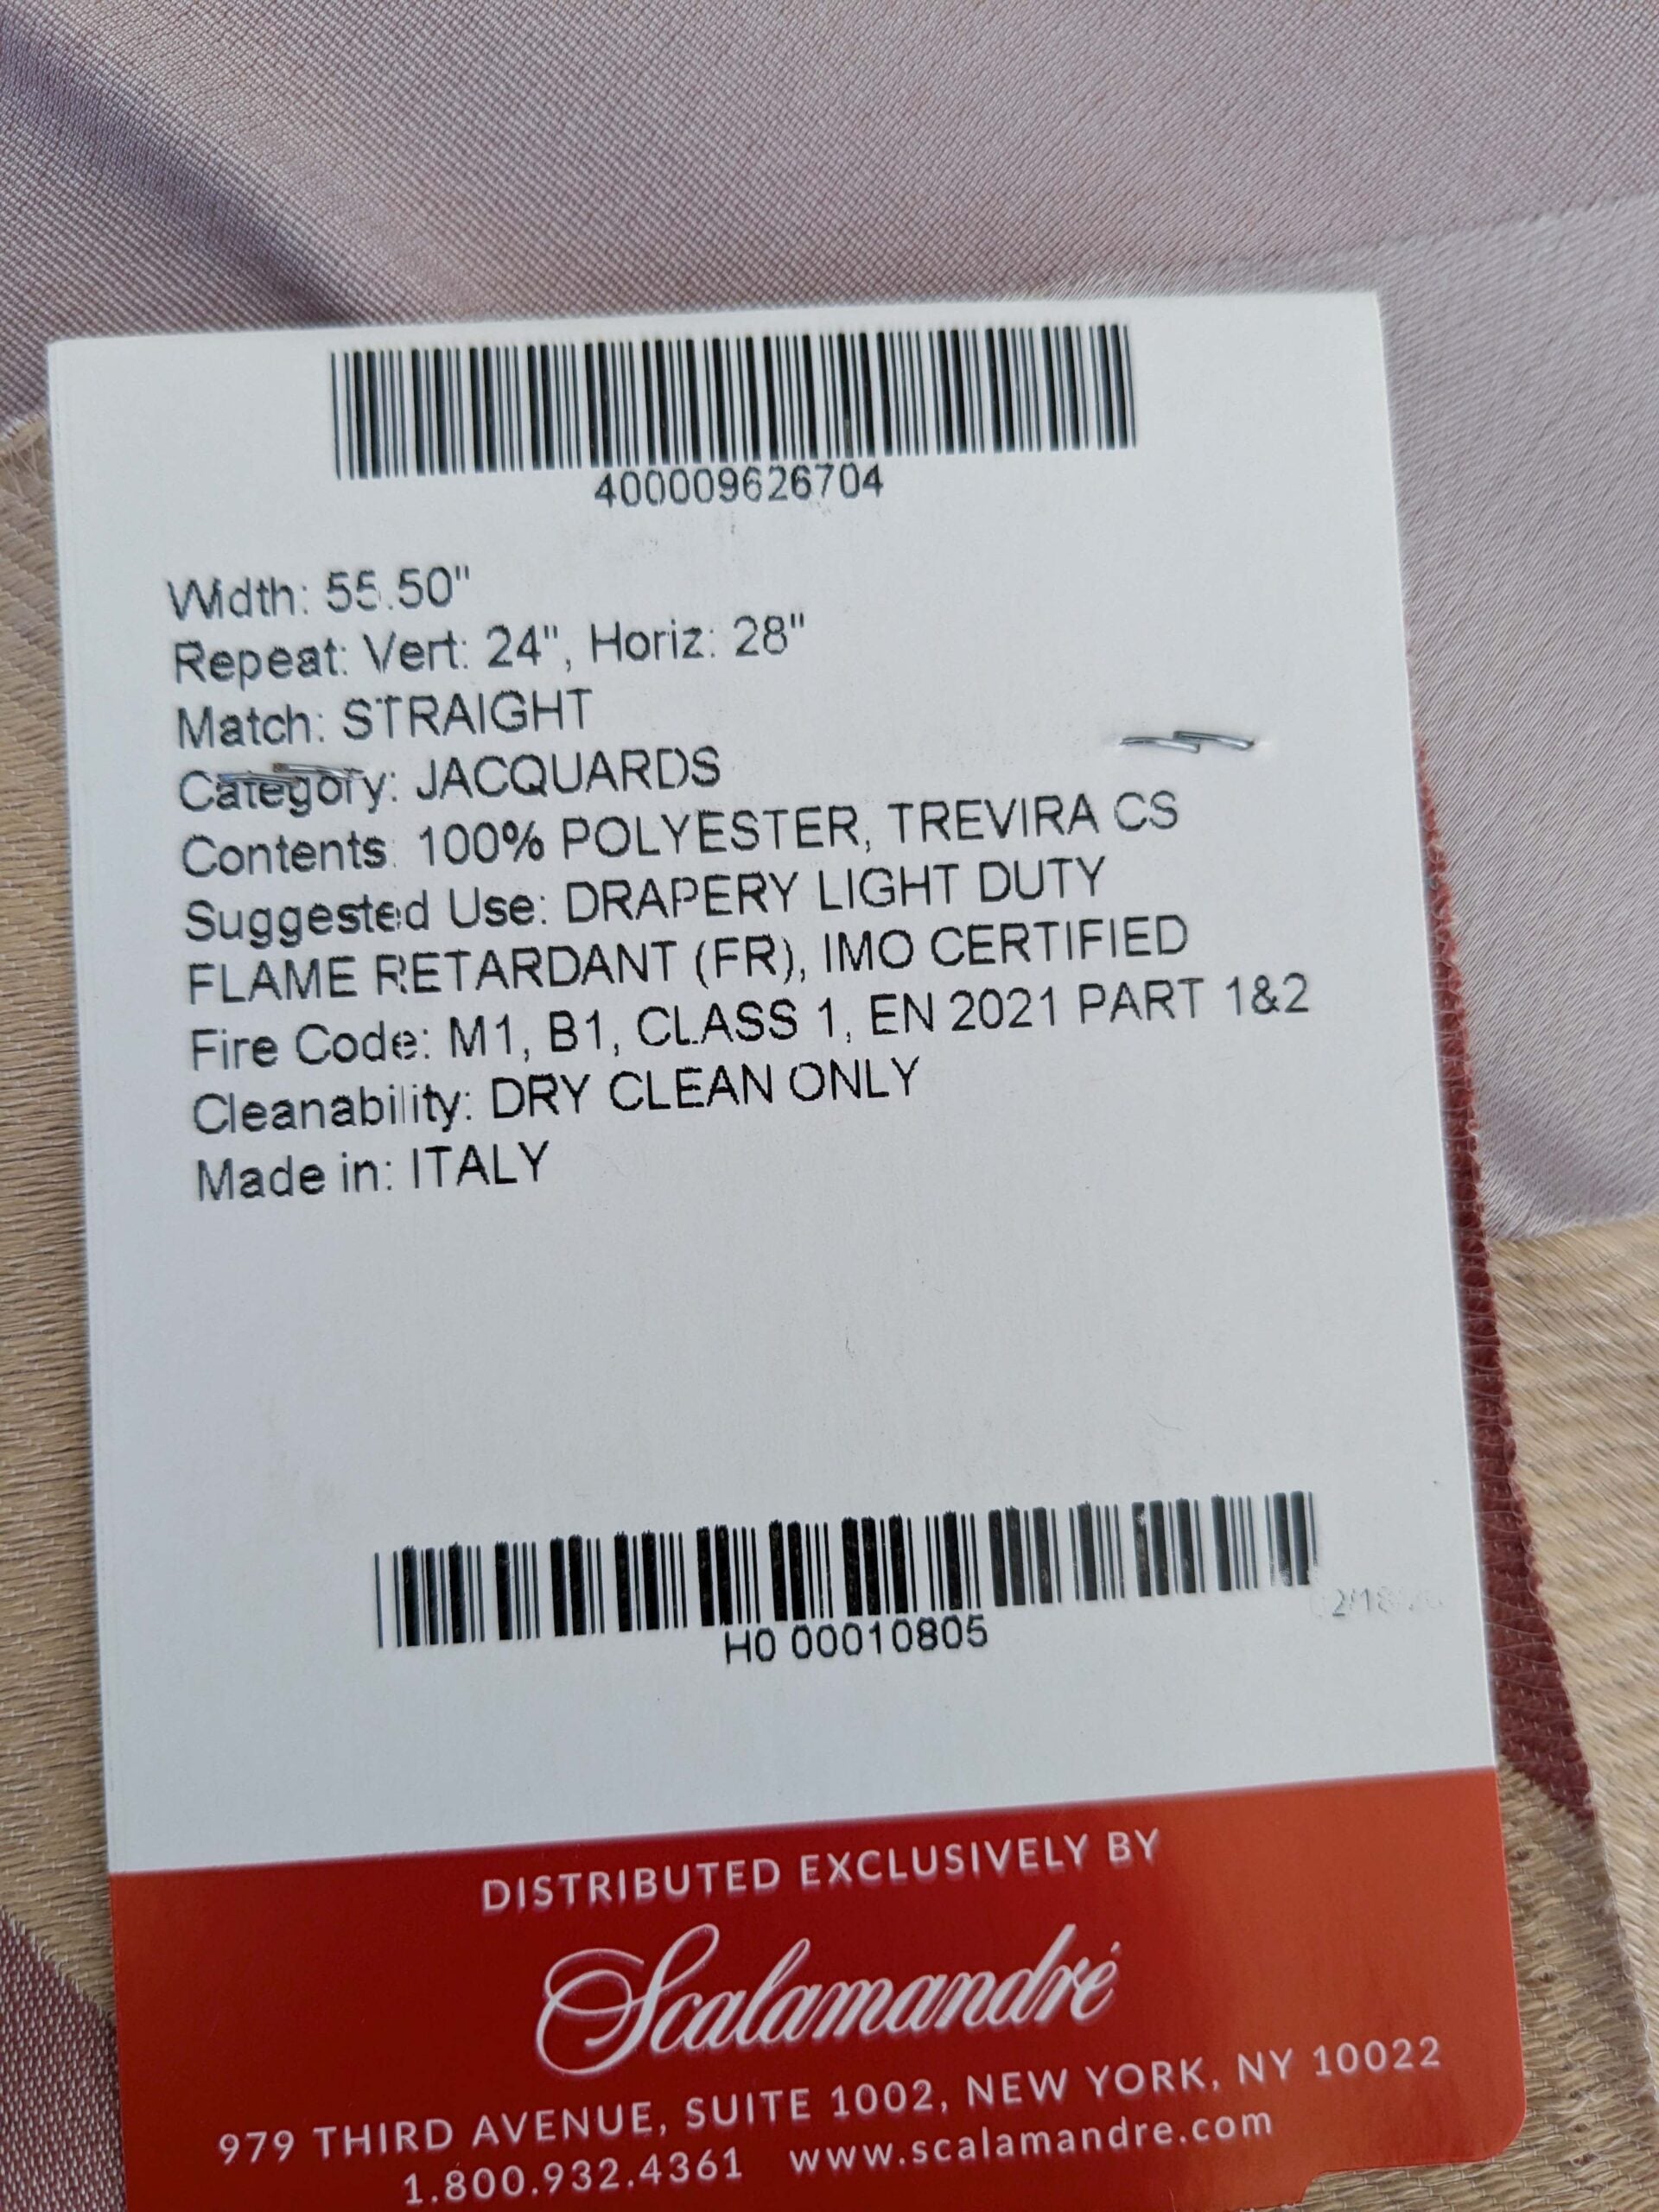 400009626704
Width: 55.50"
Repeat: Vert: 24", Horiz: 28"
Match: STRAIGHT
Category: JACQUARDS
Contents: 100% POLYESTER, TREVIRA CS
Suggested Use: DRAPERY LIGHT DUTY
FLAME RETARDANT (FR), IMO CERTIFIED
Fire Code: M1, B1, CLASS 1, EN 2021 PART 1&2
Cleanability: DRY CLEAN ONLY
Made in: ITALY
H0 00010805
DISTRIBUTED EXCLUSIVELY BY
Scalamandré
979 THIRD AVENUE, SUITE 1002, NEW YORK, NY 10022
1.800.932.4361 www.scalamandre.com